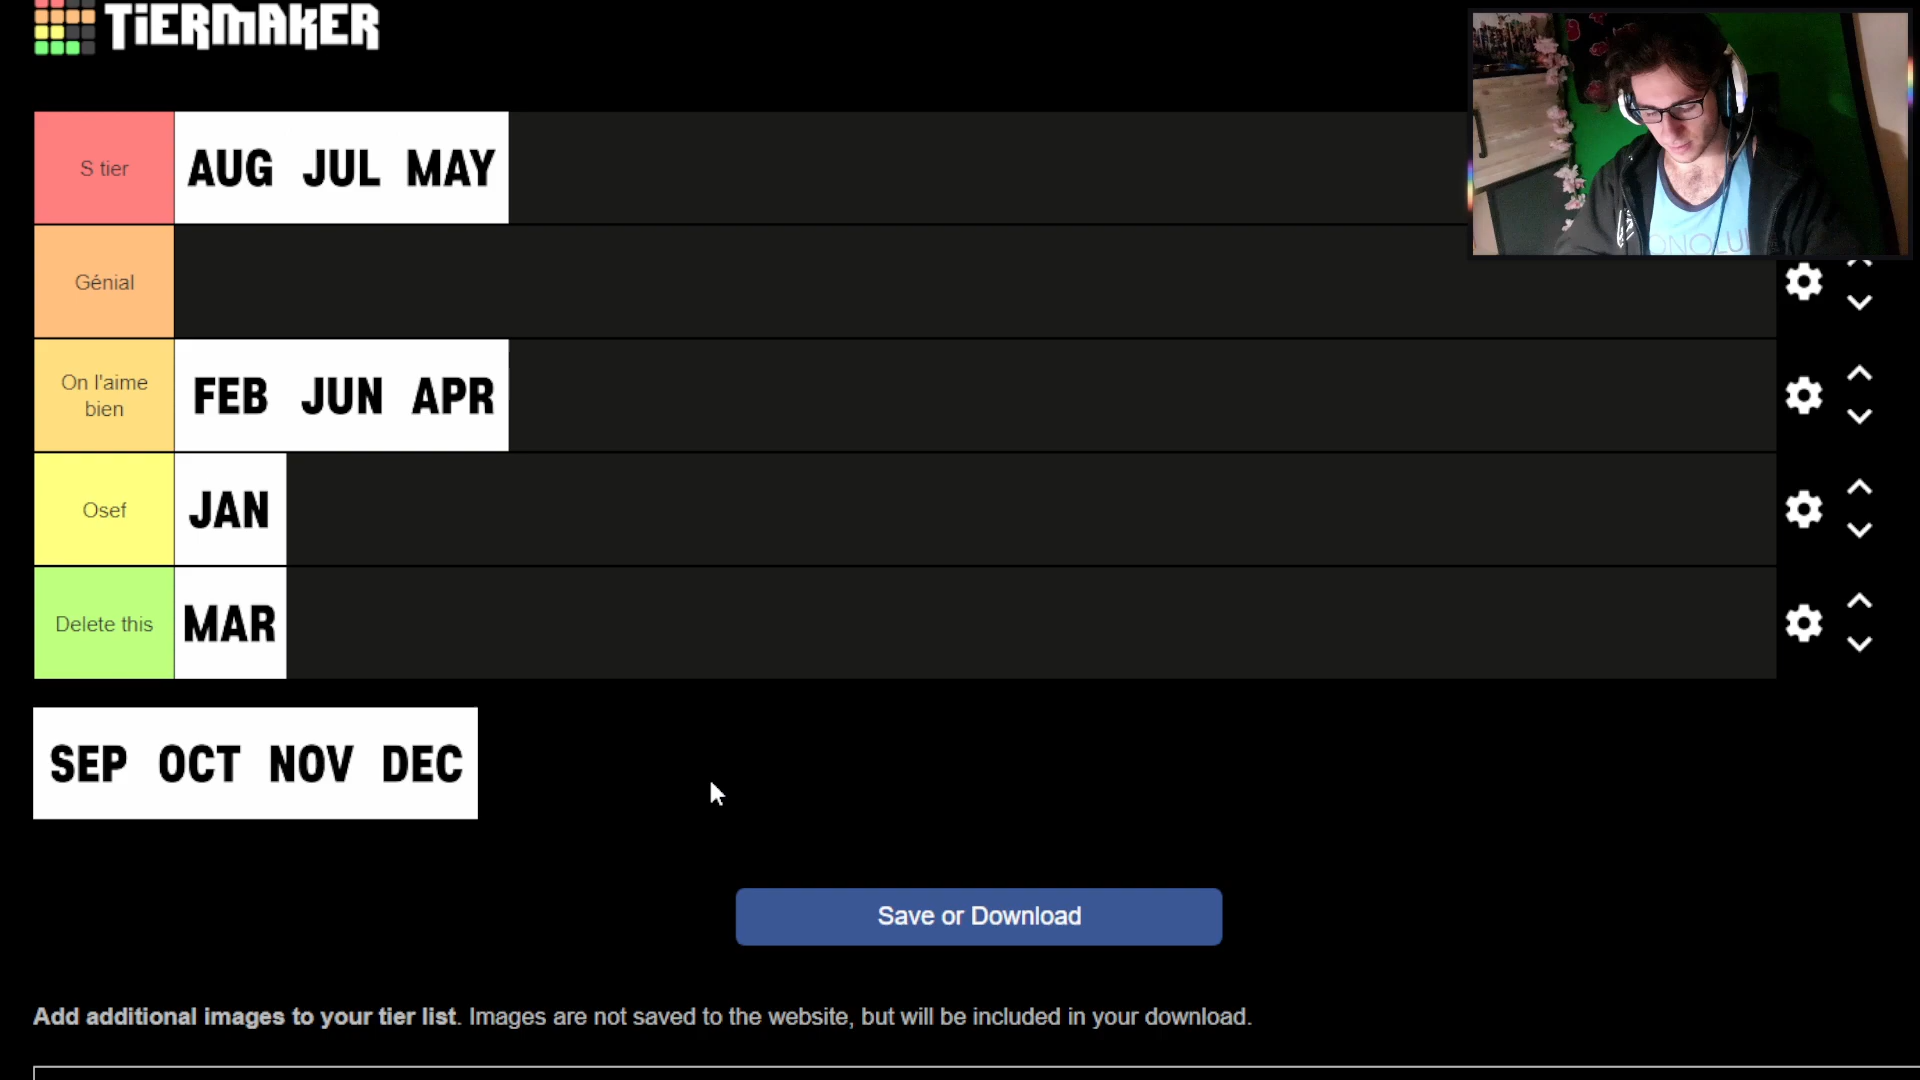 TiERMAKER
S tier
AUG JUL MAY
Génial
On l'aime
bien
FEB JUN APR
Osef
JAN
Delete this
MAR
SEP OCT NOV DEC
Save or Download
Add additional images to your tier list. Images are not saved to the website, but will be included in your download.